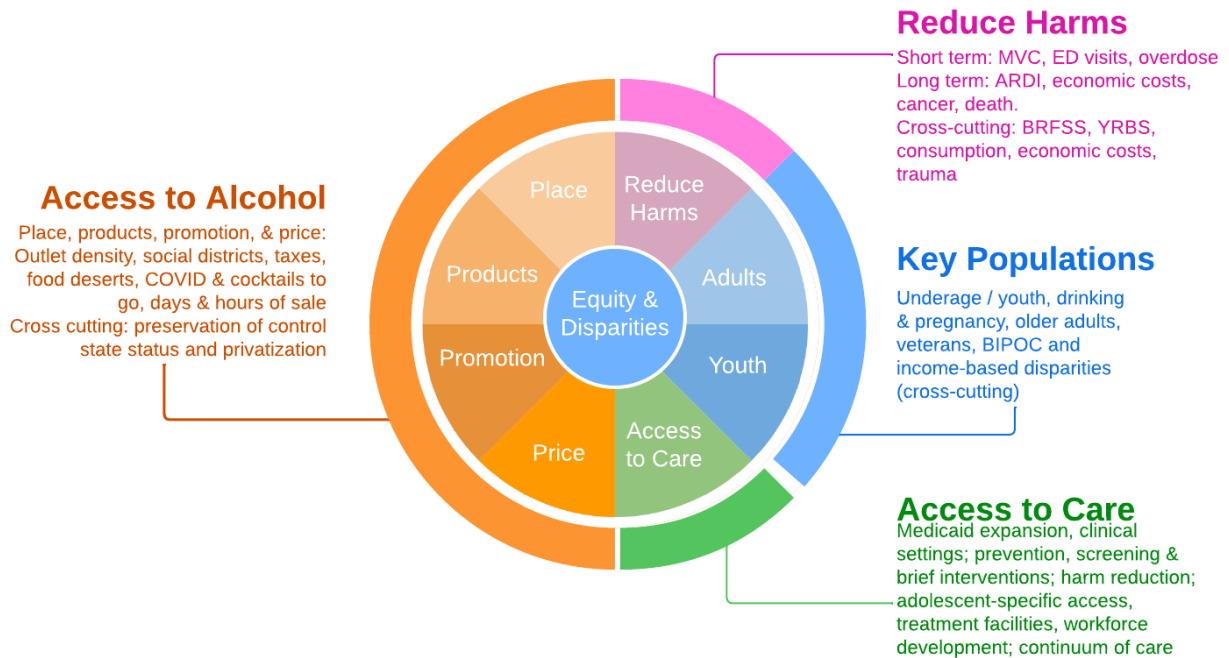 Reduce Harms
Short term: MVC, ED visits, overdose
Long term: ARDI, economic costs,
cancer, death.
Cross-cutting: BRFSS, YRBS,
consumption, economic costs,
trauma
Access to Alcohol
Place, products, promotion, & price:
Outlet density, social districts, taxes,
food deserts, COVID & cocktails to
go, days & hours of sale
Cross cutting: preservation of control
state status and privatization
Place
Reduce
Harms
Products
Adults
Equity &
Disparities
Promotion
Youth
Price
Access
to Care
Key Populations
Underage / youth, drinking
& pregnancy, older adults,
veterans, BIPOC and
income-based disparities
(cross-cutting)
Access to Care
Medicaid expansion, clinical
settings; prevention, screening &
brief interventions; harm reduction;
adolescent-specific access,
treatment facilities, workforce
development; continuum of care